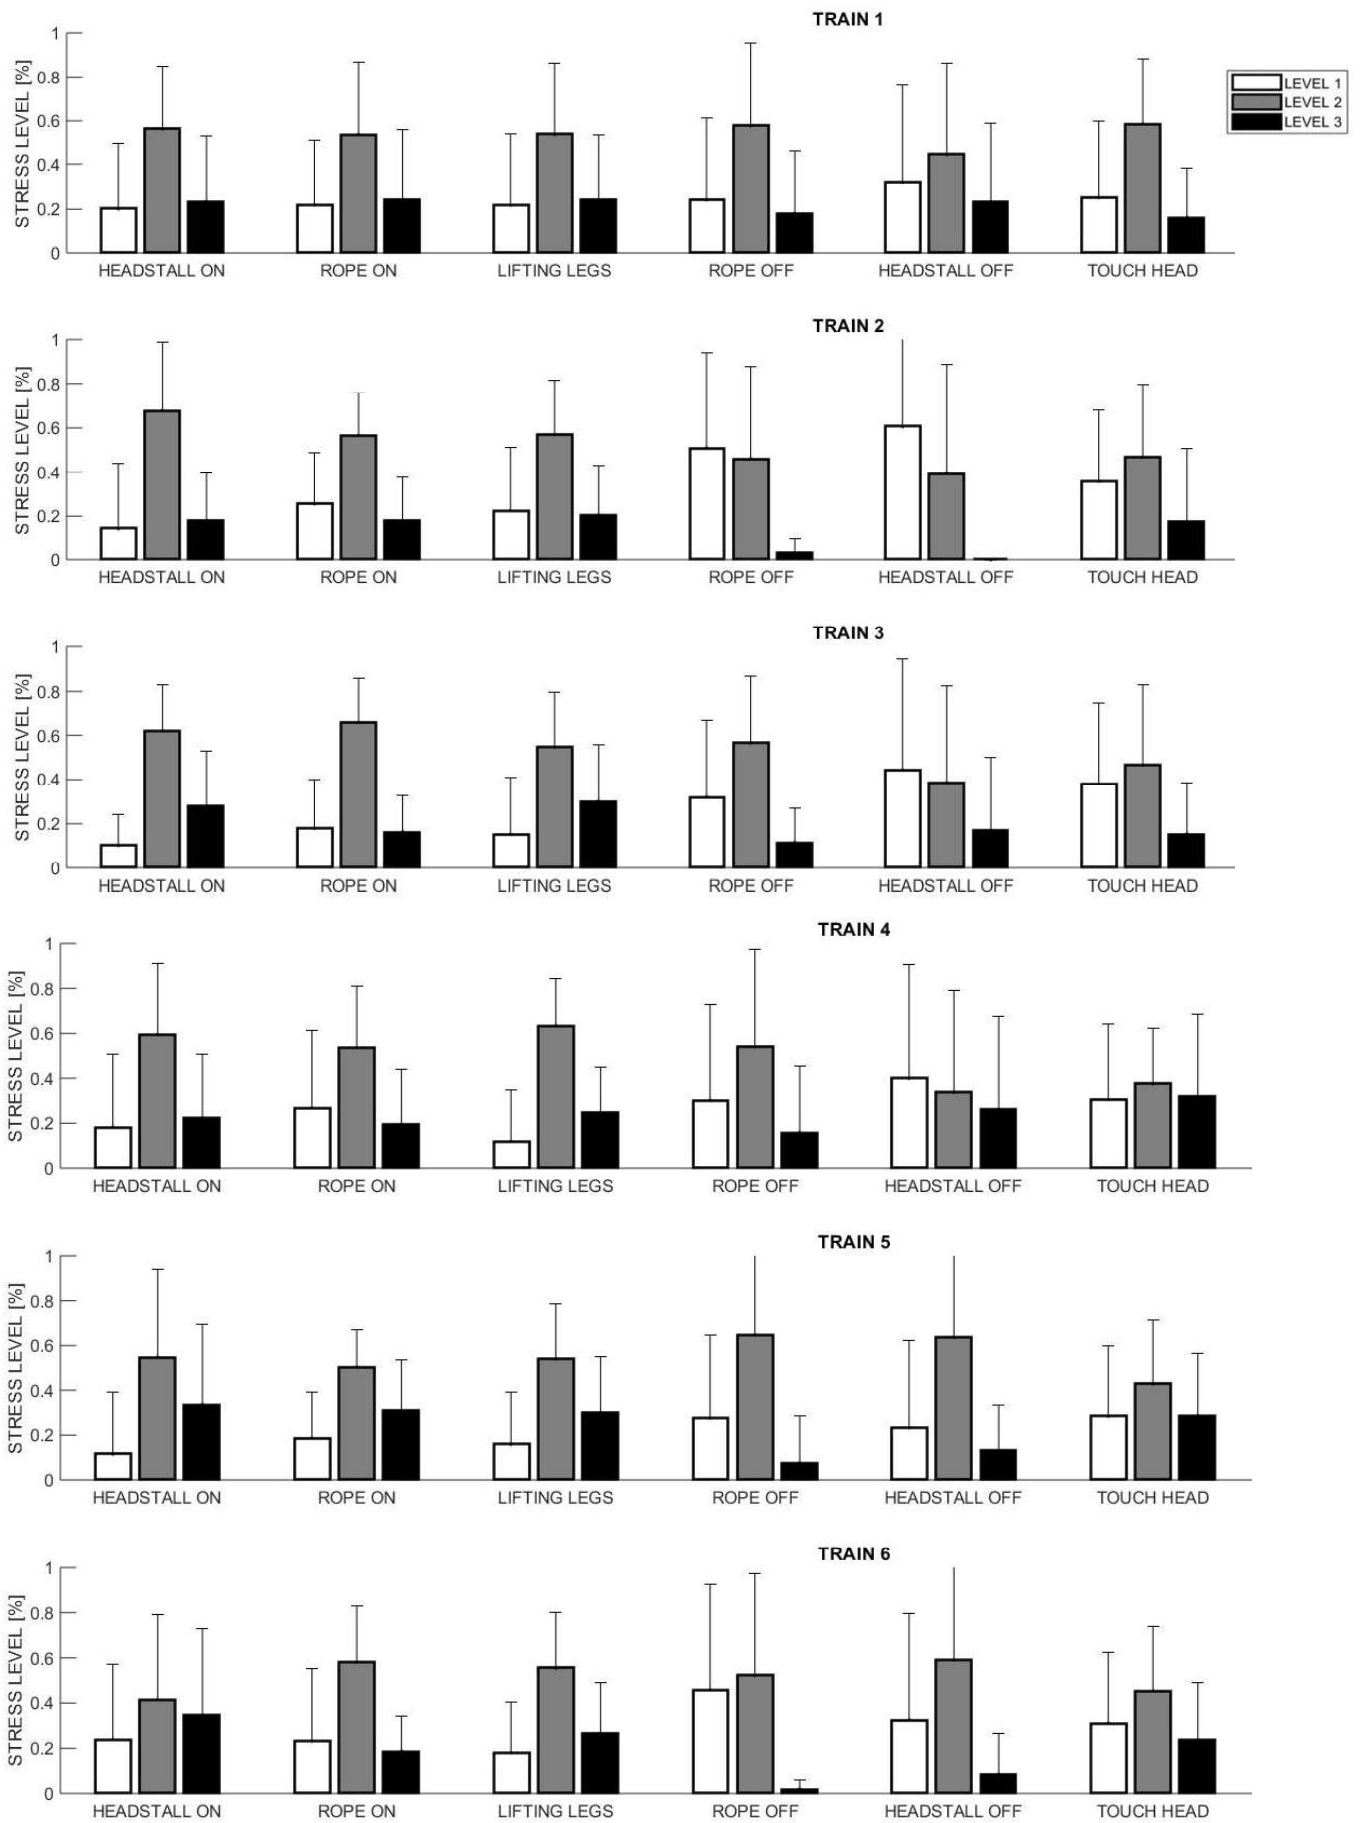 TRAIN 1
STRESS LEVEL [%]
1
0.8
0.6
0.4
0.2
0
HEADSTALL ON ROPE ON LIFTING LEGS ROPE OFF HEADSTALL OFF TOUCH HEAD
LEVEL 1
LEVEL 2
LEVEL 3
TRAIN 2
STRESS LEVEL [%]
1
0.8
0.6
0.4
0.2
0
HEADSTALL ON ROPE ON LIFTING LEGS ROPE OFF HEADSTALL OFF TOUCH HEAD
TRAIN 3
STRESS LEVEL [%]
1
0.8
0.6
0.4
0.2
0
HEADSTALL ON ROPE ON LIFTING LEGS ROPE OFF HEADSTALL OFF TOUCH HEAD
TRAIN 4
STRESS LEVEL [%]
1
0.8
0.6
0.4
0.2
0
HEADSTALL ON ROPE ON LIFTING LEGS ROPE OFF HEADSTALL OFF TOUCH HEAD
TRAIN 5
STRESS LEVEL [%]
1
0.8
0.6
0.4
0.2
0
HEADSTALL ON ROPE ON LIFTING LEGS ROPE OFF HEADSTALL OFF TOUCH HEAD
TRAIN 6
STRESS LEVEL [%]
1
0.8
0.6
0.4
0.2
0
HEADSTALL ON ROPE ON LIFTING LEGS ROPE OFF HEADSTALL OFF TOUCH HEAD